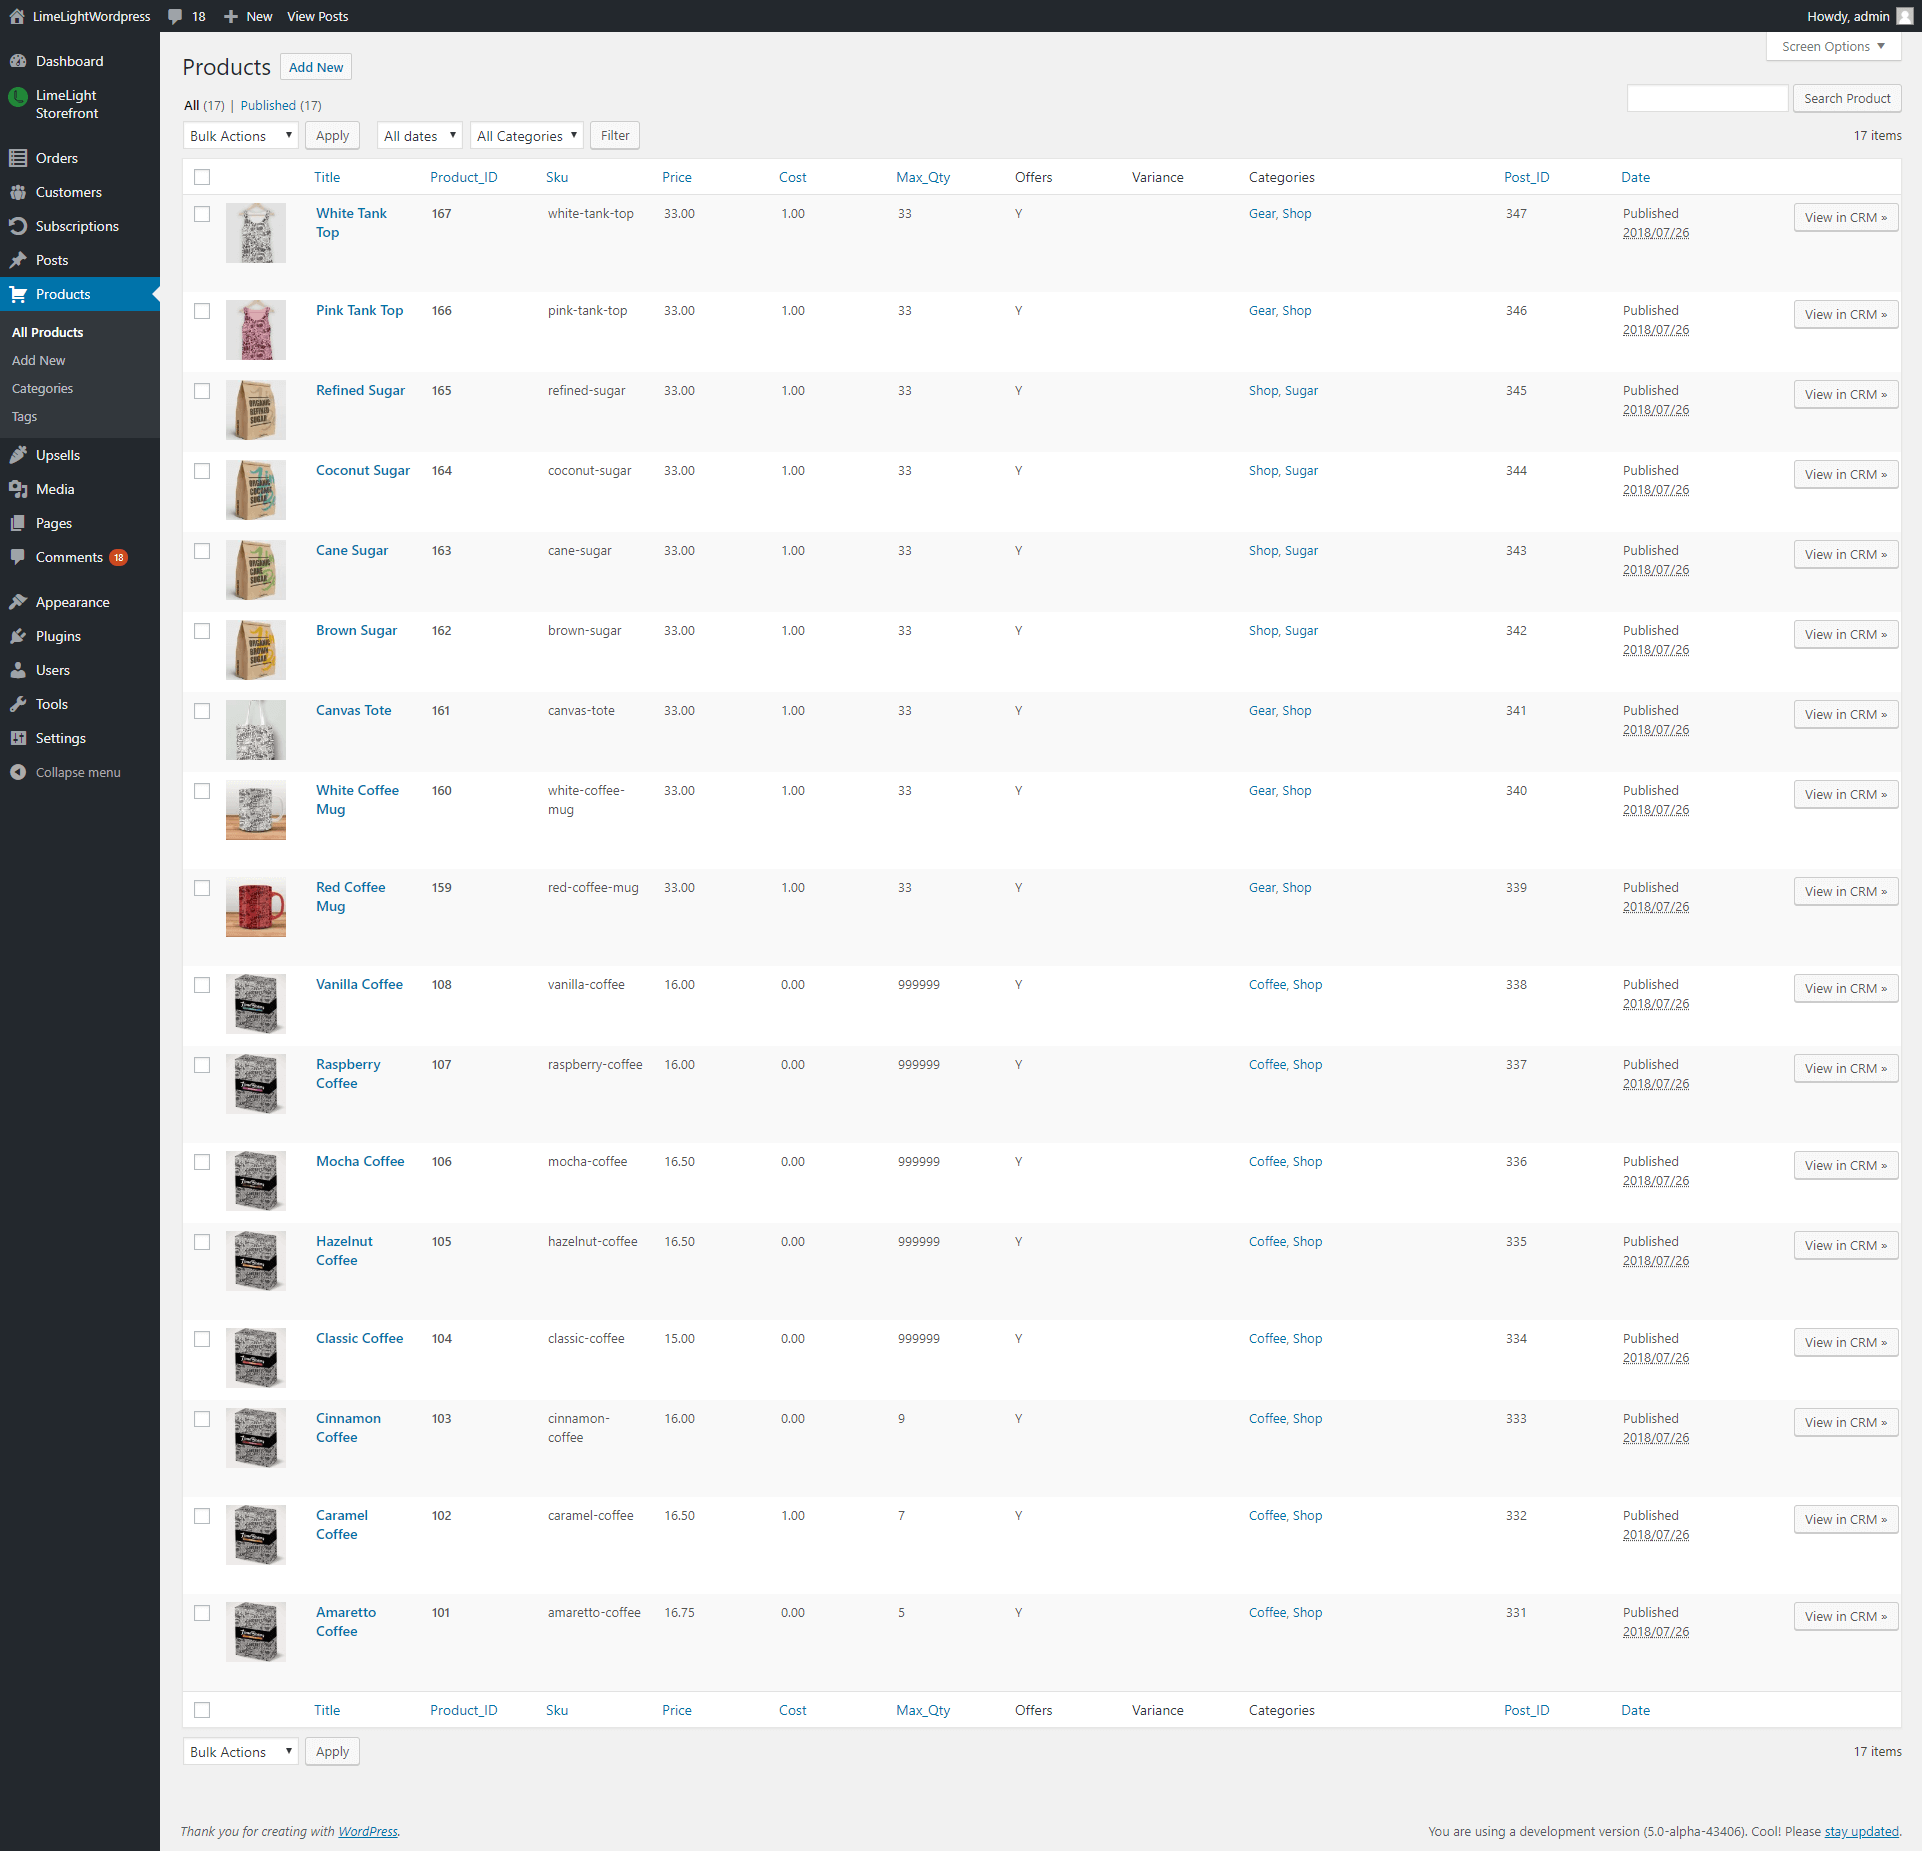 LimeLightWordpress 18 New View Posts Howdy, admin
Screen Options ▼
Dashboard
LimeLight
Storefront
Orders
Customers
Subscriptions
Posts
Products
All Products
Add New
Categories
Tags
Upsells
Media
Pages
Comments 18
Appearance
Plugins
Users
Tools
Settings
Collapse menu
Products Add New
All (17) | Published (17)
Search Product
Bulk Actions Apply All dates All Categories Filter 17 items
Title Product_ID Sku Price Cost Max_Qty Offers Variance Categories Post_ID Date
White Tank 167 white-tank-top 33.00 1.00 33 Y Gear, Shop 347 Published View in CRM »
Top 2018/07/26
Pink Tank Top 166 pink-tank-top 33.00 1.00 33 Y Gear, Shop 346 Published View in CRM »
2018/07/26
Refined Sugar 165 refined-sugar 33.00 1.00 33 Y Shop, Sugar 345 Published View in CRM »
2018/07/26
ORGANIC
REFINED
SUGAR
Coconut Sugar 164 coconut-sugar 33.00 1.00 33 Y Shop, Sugar 344 Published View in CRM »
2018/07/26
ORGANIC
COCONUT
SUGAR
Cane Sugar 163 cane-sugar 33.00 1.00 33 Y Shop, Sugar 343 Published View in CRM »
2018/07/26
ORGANIC
CANE
SUGAR
Brown Sugar 162 brown-sugar 33.00 1.00 33 Y Shop, Sugar 342 Published View in CRM »
2018/07/26
ORGANIC
BROWN
SUGAR
Canvas Tote 161 canvas-tote 33.00 1.00 33 Y Gear, Shop 341 Published View in CRM »
2018/07/26
White Coffee 160 white-coffee- 33.00 1.00 33 Y Gear, Shop 340 Published View in CRM »
Mug mug 2018/07/26
Red Coffee 159 red-coffee-mug 33.00 1.00 33 Y Gear, Shop 339 Published View in CRM »
Mug 2018/07/26
Vanilla Coffee 108 vanilla-coffee 16.00 0.00 999999 Y Coffee, Shop 338 Published View in CRM »
2018/07/26
Raspberry 107 raspberry-coffee 16.00 0.00 999999 Y Coffee, Shop 337 Published View in CRM »
Coffee 2018/07/26
Mocha Coffee 106 mocha-coffee 16.50 0.00 999999 Y Coffee, Shop 336 Published View in CRM »
2018/07/26
Hazelnut 105 hazelnut-coffee 16.50 0.00 999999 Y Coffee, Shop 335 Published View in CRM »
Coffee 2018/07/26
Classic Coffee 104 classic-coffee 15.00 0.00 999999 Y Coffee, Shop 334 Published View in CRM »
2018/07/26
Cinnamon 103 cinnamon- 16.00 0.00 9 Y Coffee, Shop 333 Published View in CRM »
Coffee coffee 2018/07/26
Caramel 102 caramel-coffee 16.50 1.00 7 Y Coffee, Shop 332 Published View in CRM »
Coffee 2018/07/26
Amaretto 101 amaretto-coffee 16.75 0.00 5 Y Coffee, Shop 331 Published View in CRM »
Coffee 2018/07/26
Title Product_ID Sku Price Cost Max_Qty Offers Variance Categories Post_ID Date
Bulk Actions Apply 17 items
Thank you for creating with WordPress. You are using a development version (5.0-alpha-43406). Cool! Please stay updated.